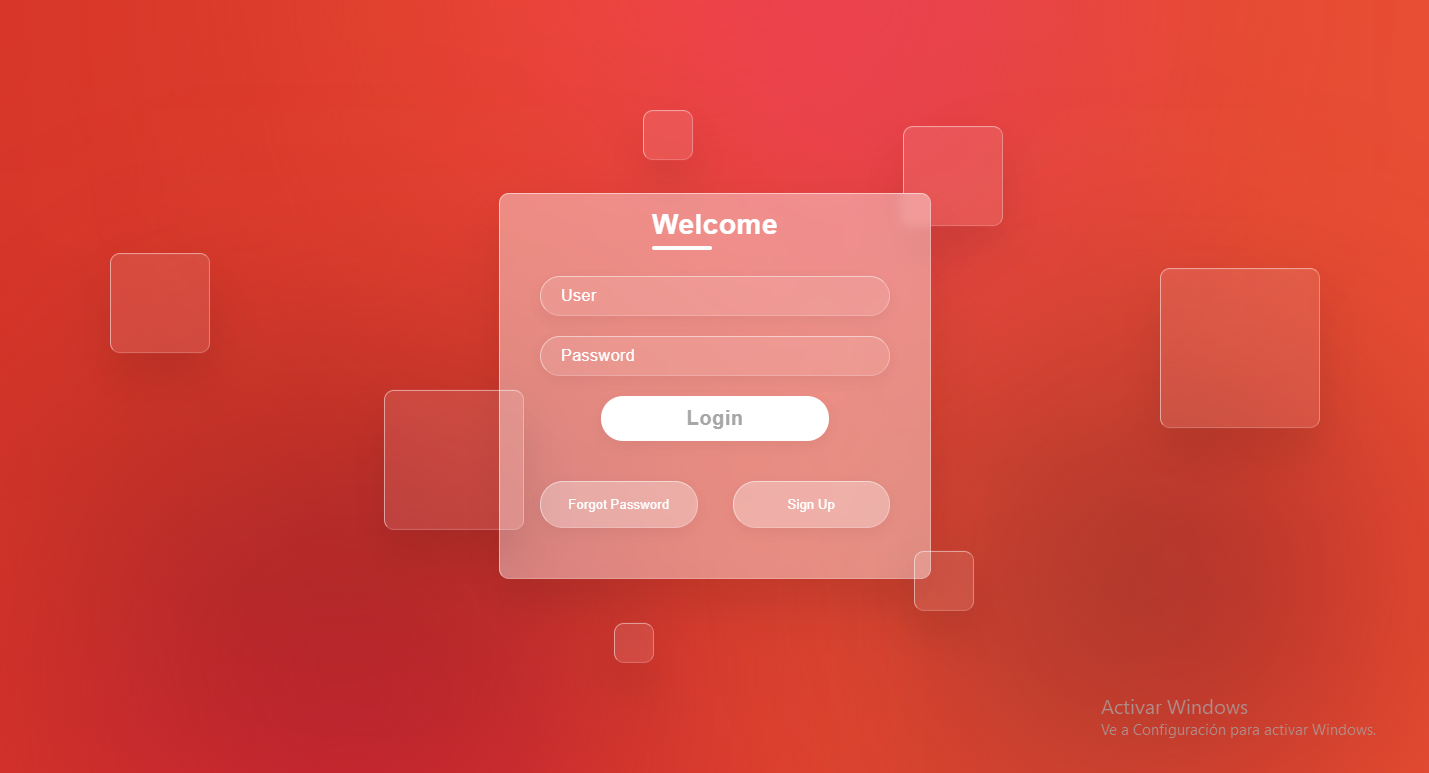 Welcome
User
Password
Login
Forgot Password
Sign Up
Activar Windows
Ve a Configuración para activar Windows.